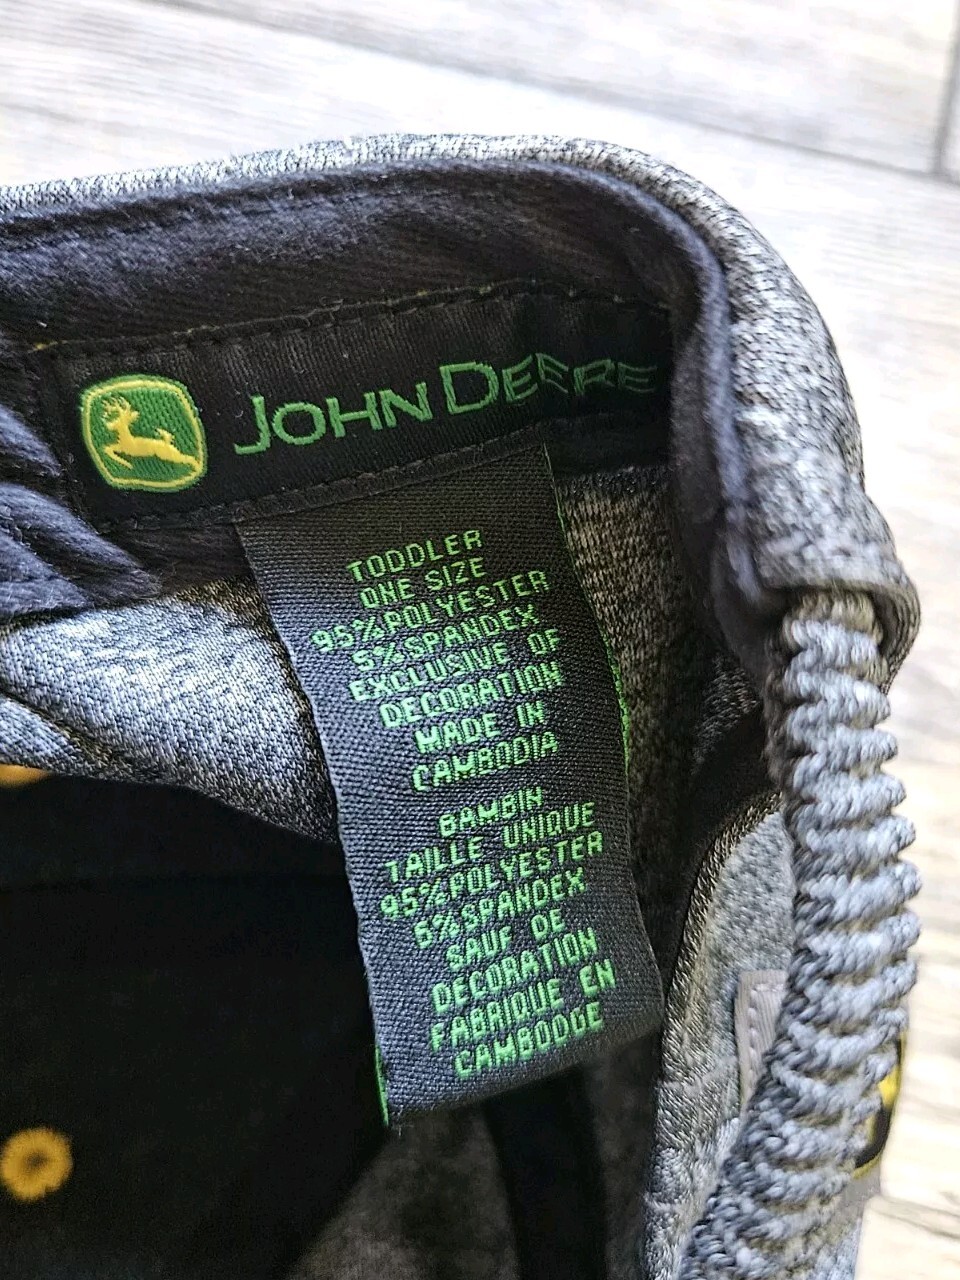 JOHN DEERE
TODDLER
ONE SIZE
95% POLYESTER
5% SPANDEX
EXCLUSIVE OF
DECORATION
MADE IN
CAMBODIA
BAMBIN
TAILLE UNIQUE
95% POLYESTER
5% SPANDEX
SAUF DE
DECORATION
FABRIQUE EN
CAMBODGE